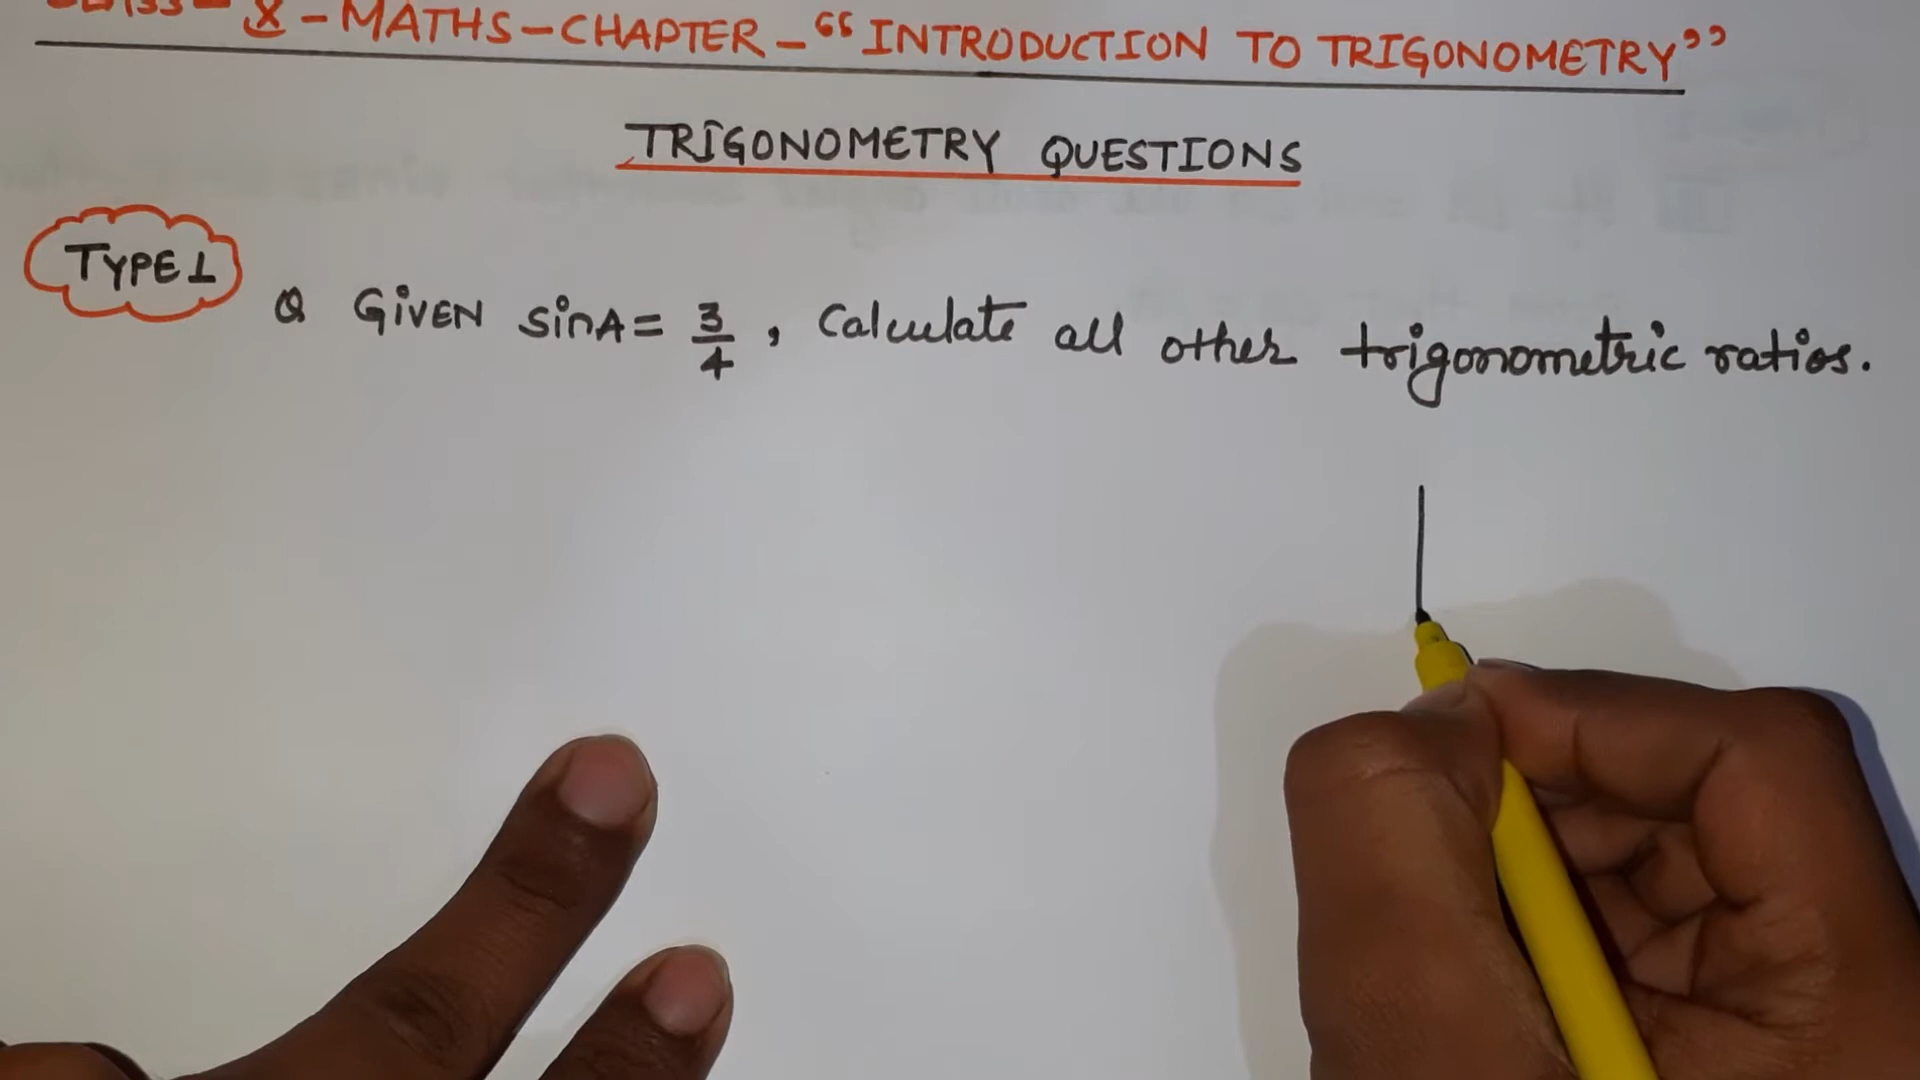 X - MATHS - CHAPTER - “INTRODUCTION TO TRIGONOMETRY”
TRIGONOMETRY QUESTIONS
TYPE 1
Q GIVEN sinA = 3/4, Calculate all other trigonometric ratios.